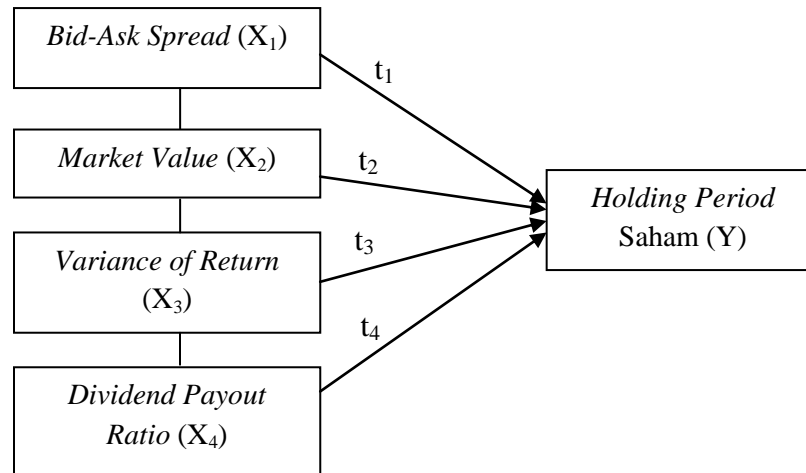 Bid-Ask Spread (X₁)
t₁
Market Value (X₂)
t₂
Holding Period
Saham (Y)
Variance of Return
(X₃)
t₃
t₄
Dividend Payout
Ratio (X₄)